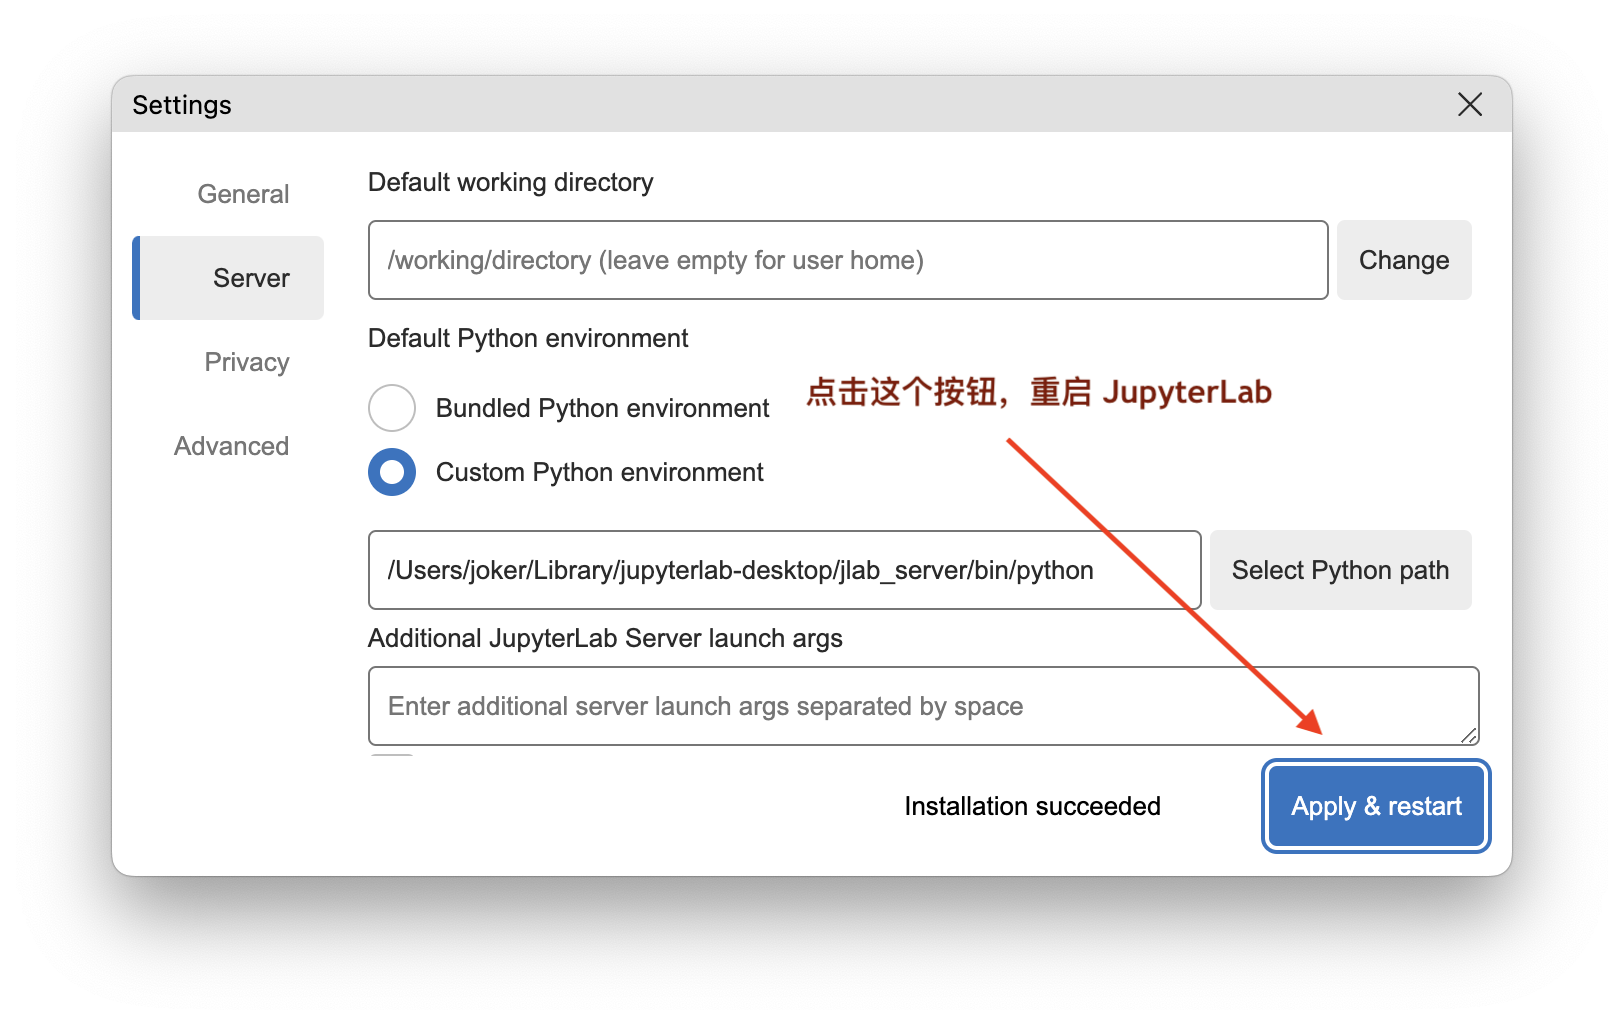 Settings
General
Server
Privacy
Advanced
Default working directory
/working/directory (leave empty for user home)
Change
Default Python environment
Bundled Python environment
点击这个按钮，重启 JupyterLab
Custom Python environment
/Users/joker/Library/jupyterlab-desktop/jlab_server/bin/python
Select Python path
Additional JupyterLab Server launch args
Enter additional server launch args separated by space
Installation succeeded
Apply & restart